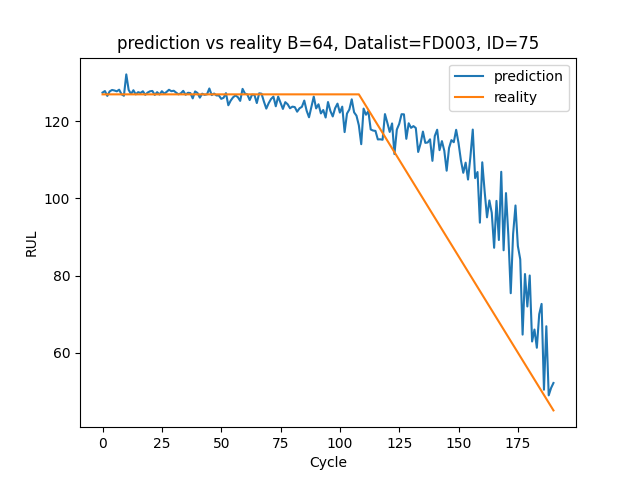 prediction vs reality B=64, Datalist=FD003, ID=75
prediction
reality
120
100
80
60
RUL
0 25 50 75 100 125 150 175
Cycle